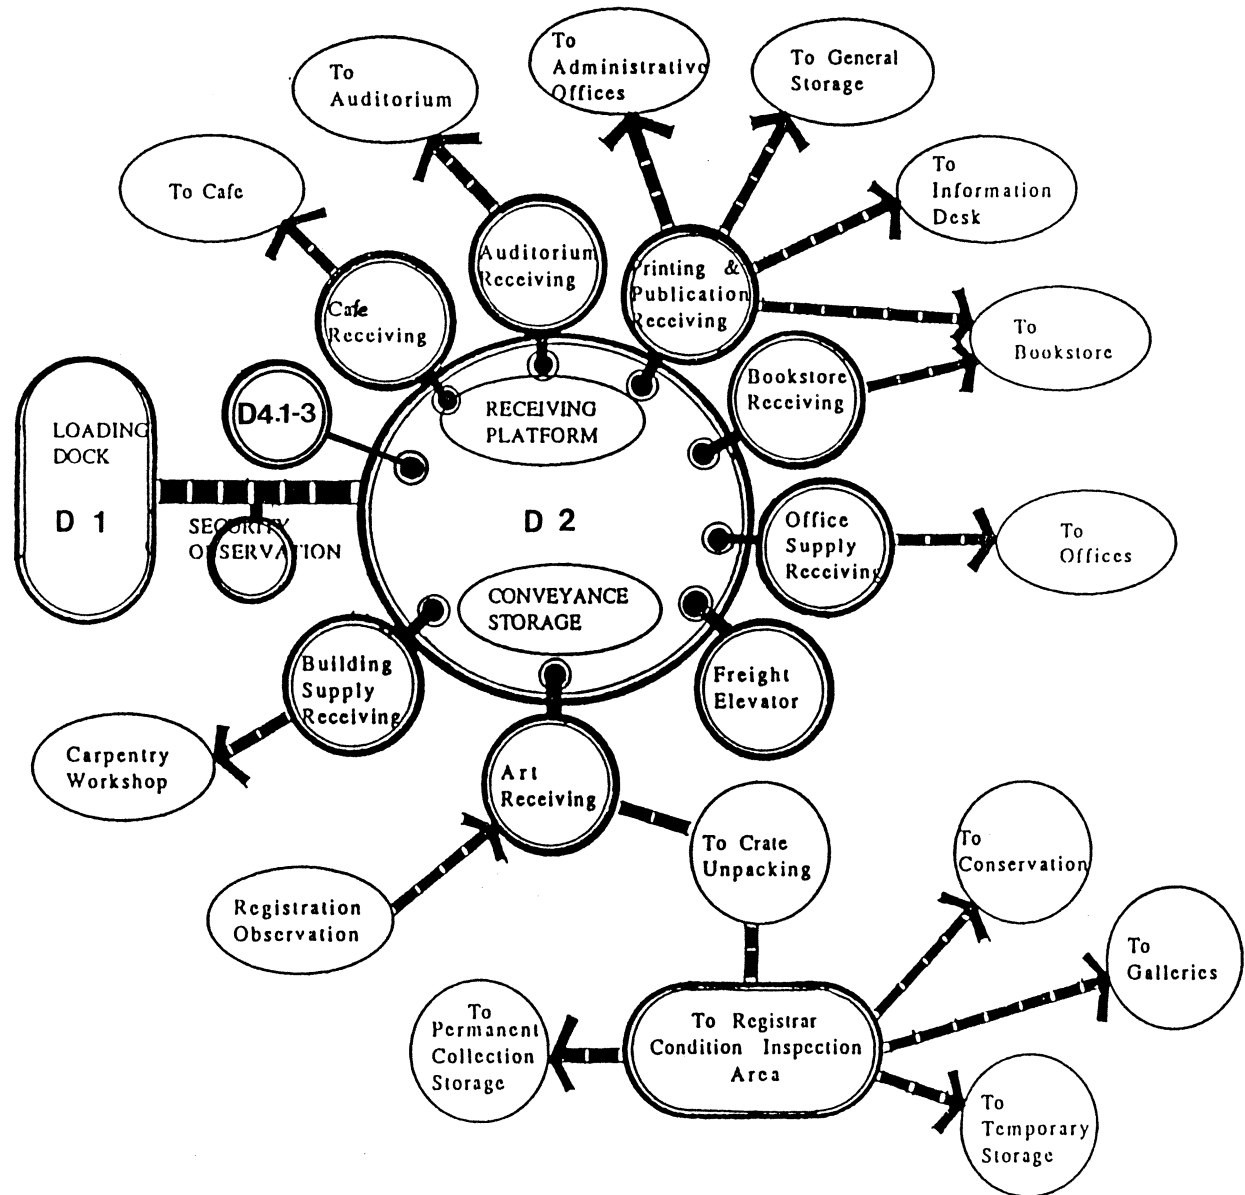 To
Administrative
Offices
To General
Storage
To
Auditorium
To
Information
Desk
To Cafe
Auditorium
Receiving
Printing &
Publication
Receiving
Cafe
Receiving
To
Bookstore
Bookstore
Receiving
D4.1-3
RECEIVING
PLATFORM
LOADING
DOCK
D 1
SECURITY
OBSERVATION
D 2
Office
Supply
Receiving
To
Offices
CONVEYANCE
STORAGE
Building
Supply
Receiving
Freight
Elevator
Carpentry
Workshop
Art
Receiving
To Crate
Unpacking
To
Conservation
Registration
Observation
To
Galleries
To
Permanent
Collection
Storage
To Registrar
Condition Inspection
Area
To
Temporary
Storage